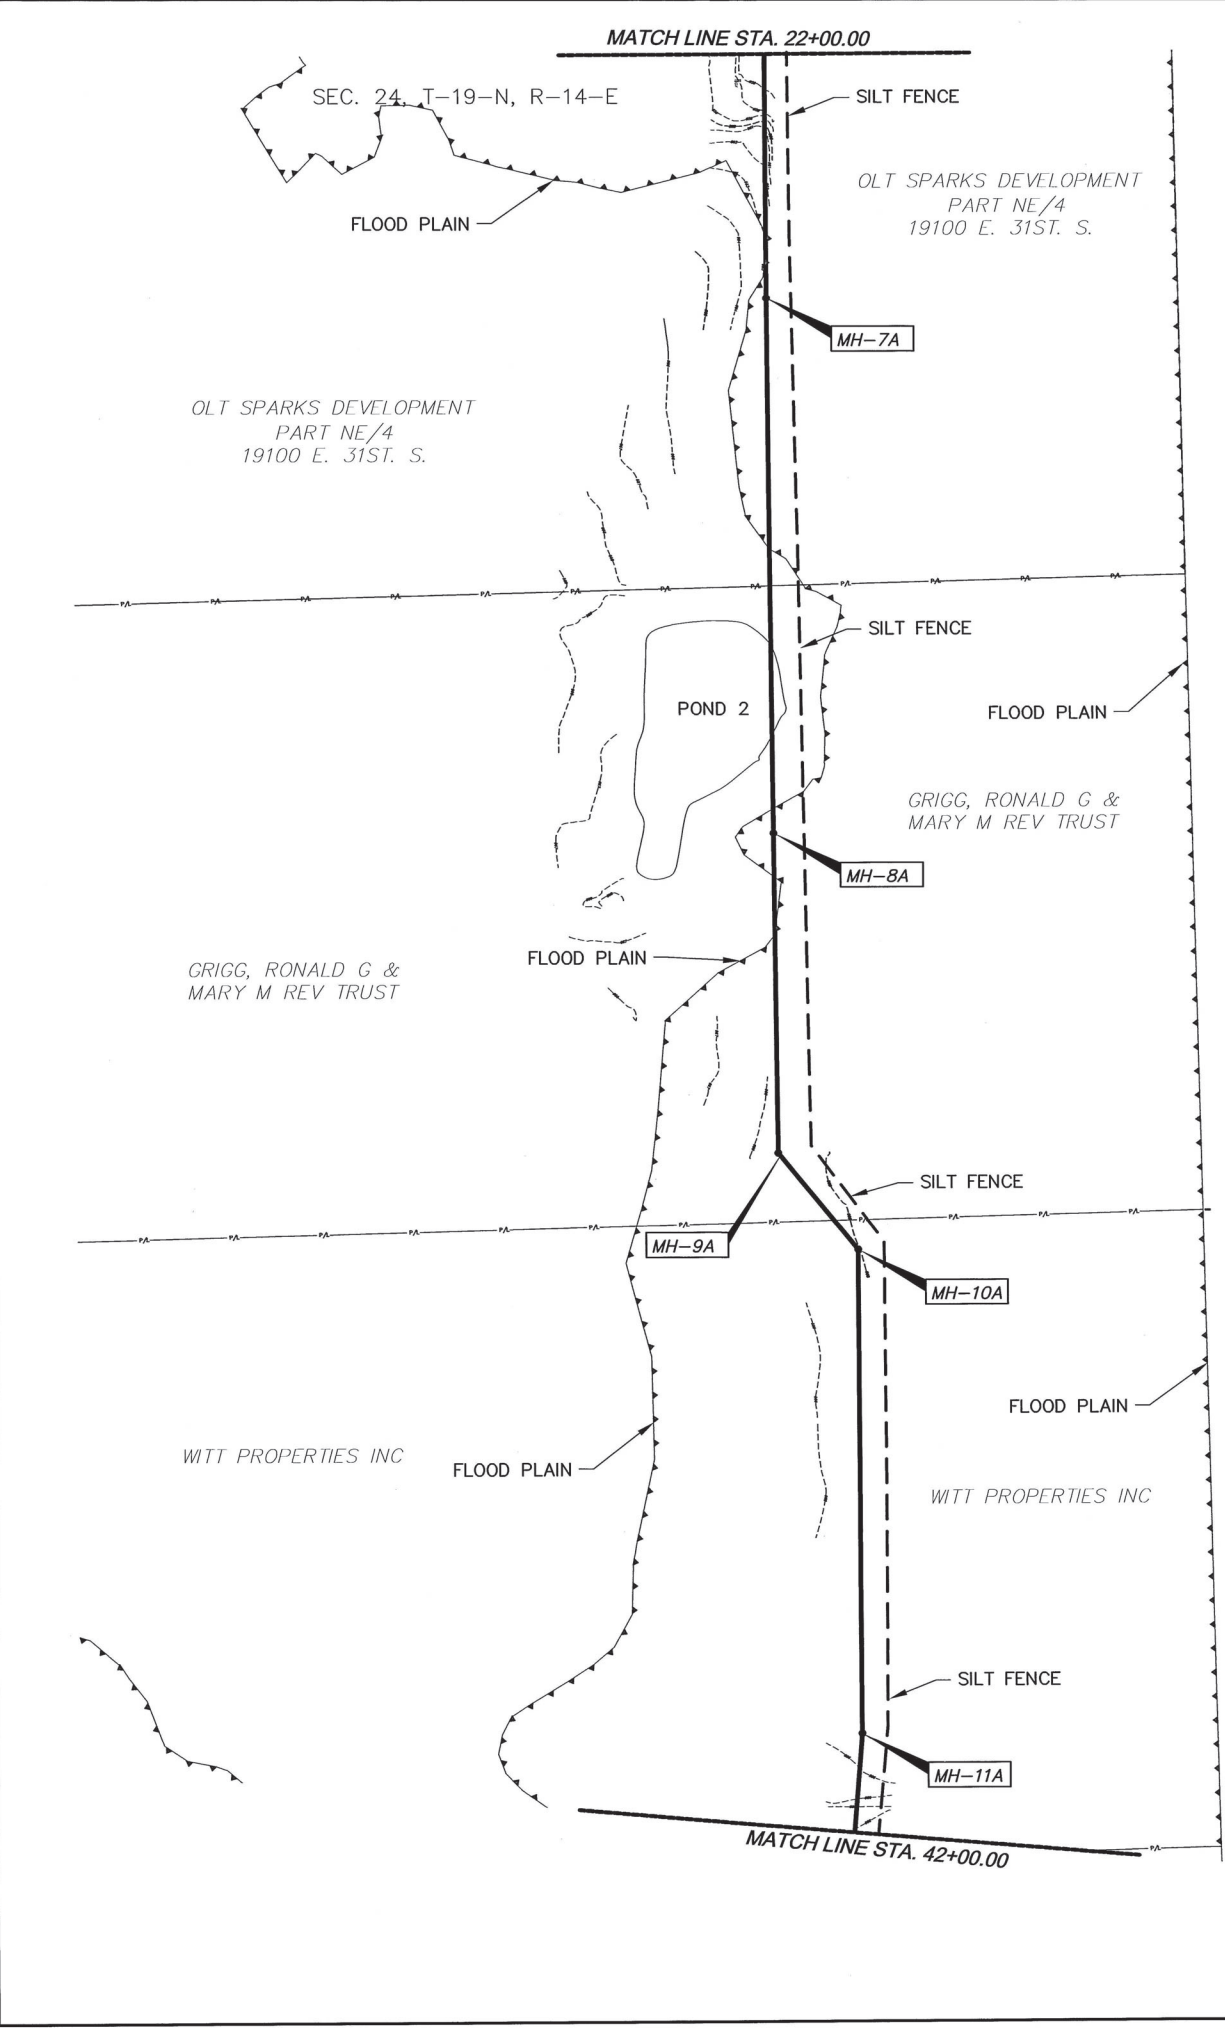 MATCH LINE STA. 22+00.00
SEC. 24, T-19-N, R-14-E
SILT FENCE
OLT SPARKS DEVELOPMENT
PART NE/4
19100 E. 31ST. S.
FLOOD PLAIN
MH-7A
OLT SPARKS DEVELOPMENT
PART NE/4
19100 E. 31ST. S.
P/L P/L P/L P/L P/L P/L P/L P/L P/L P/L P/L P/L
SILT FENCE
POND 2
FLOOD PLAIN
GRIGG, RONALD G &
MARY M REV TRUST
MH-8A
FLOOD PLAIN
GRIGG, RONALD G &
MARY M REV TRUST
SILT FENCE
P/L P/L P/L P/L P/L P/L P/L P/L P/L P/L P/L P/L
MH-9A
MH-10A
FLOOD PLAIN
WITT PROPERTIES INC
FLOOD PLAIN
WITT PROPERTIES INC
SILT FENCE
MH-11A
MATCH LINE STA. 42+00.00
P/L